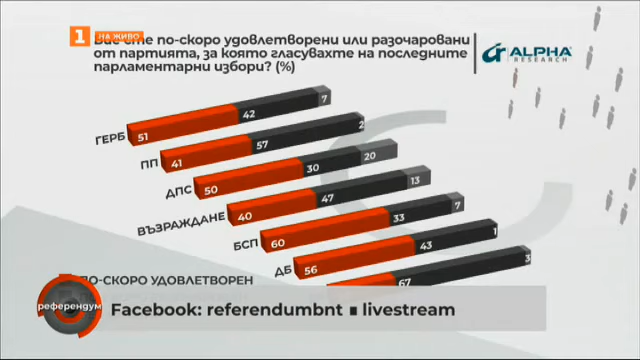 1 НА ЖИВО
Вие сте по-скоро удовлетворени или разочаровани
от партията, за която гласувахте на последните
парламентарни избори? (%)
ALPHA
RESEARCH
ГЕРБ 51 42 7
ПП 41 57 2
ДПС 50 30 20
ВЪЗРАЖДАНЕ 40 47 13
БСП 60 33 7
ДБ 56 43 1
67 3
ПО-СКОРО УДОВЛЕТВОРЕН
референдум
Facebook: referendumbnt ■ livestream